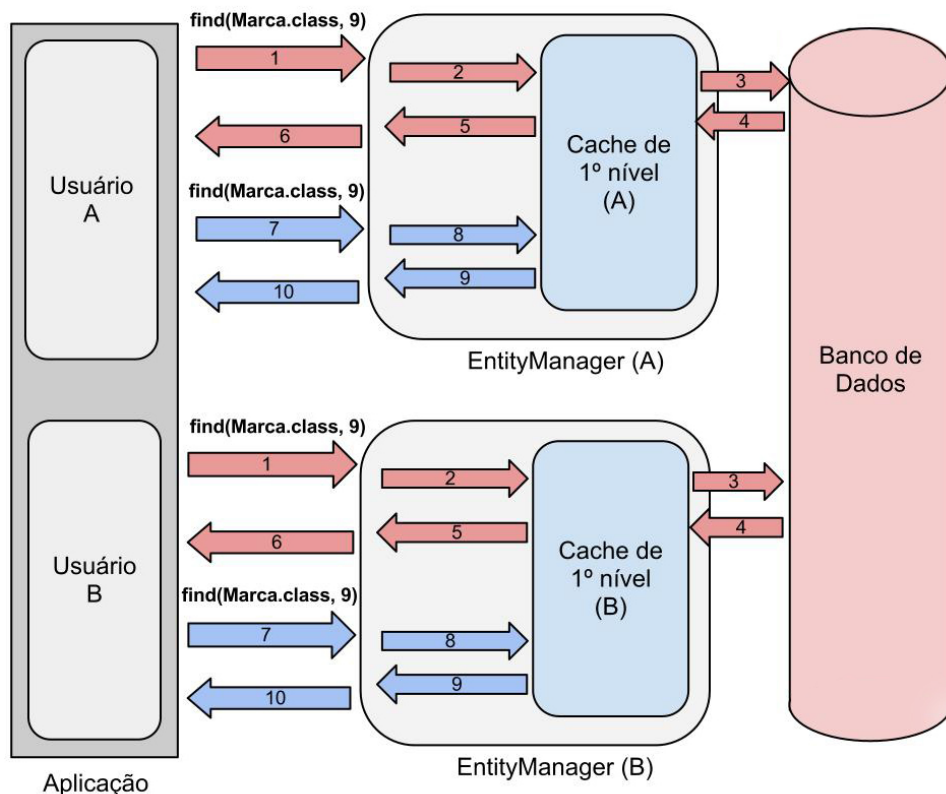 find(Marca.class, 9)
1
2
3
4
5
6
Usuário
A
find(Marca.class, 9)
7
8
9
10
Cache de
1º nível
(A)
EntityManager (A)
Banco de
Dados
find(Marca.class, 9)
1
2
3
4
5
6
Usuário
B
find(Marca.class, 9)
7
8
9
10
Cache de
1º nível
(B)
EntityManager (B)
Aplicação